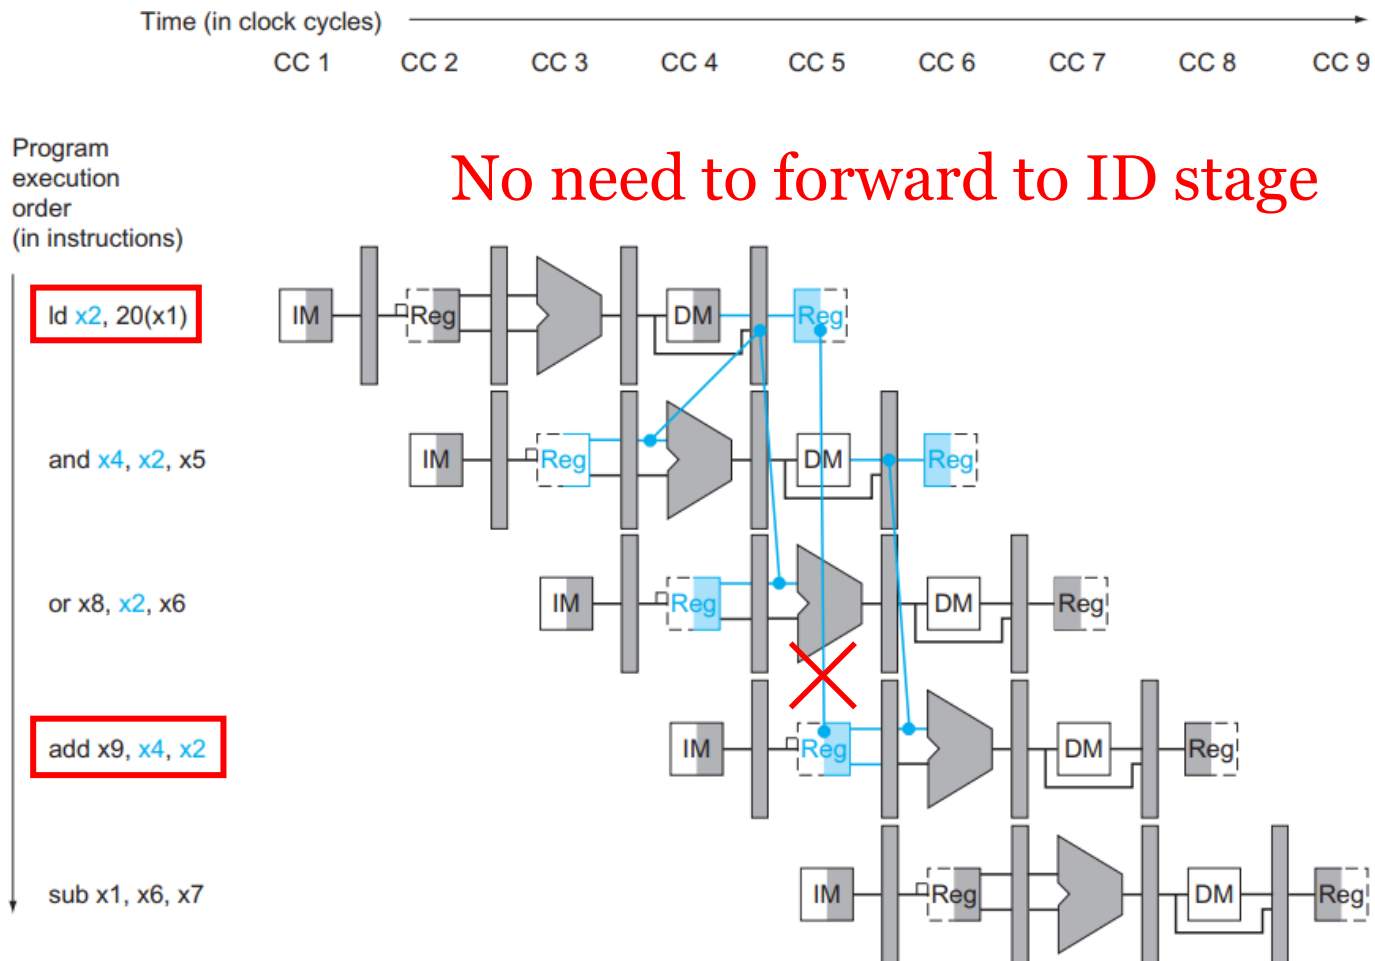 Time (in clock cycles)
CC 1 CC 2 CC 3 CC 4 CC 5 CC 6 CC 7 CC 8 CC 9
Program
execution
order
(in instructions)
No need to forward to ID stage
ld x2, 20(x1)
IM Reg DM Reg
and x4, x2, x5
IM Reg DM Reg
or x8, x2, x6
IM Reg DM Reg
add x9, x4, x2
IM Reg DM Reg
sub x1, x6, x7
IM Reg DM Reg